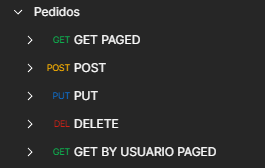 Pedidos
GET GET PAGED
POST POST
PUT PUT
DEL DELETE
GET GET BY USUARIO PAGED